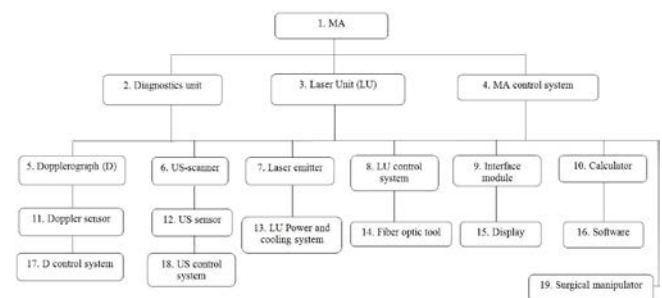 1. MA
2. Diagnostics unit
3. Laser Unit (LU)
4. MA control system
5. Dopplerograph (D)
6. US-scanner
7. Laser emitter
8. LU control
system
9. Interface
module
10. Calculator
11. Doppler sensor
12. US sensor
13. LU Power and
cooling system
14. Fiber optic tool
15. Display
16. Software
17. D control system
18. US control
system
19. Surgical manipulator